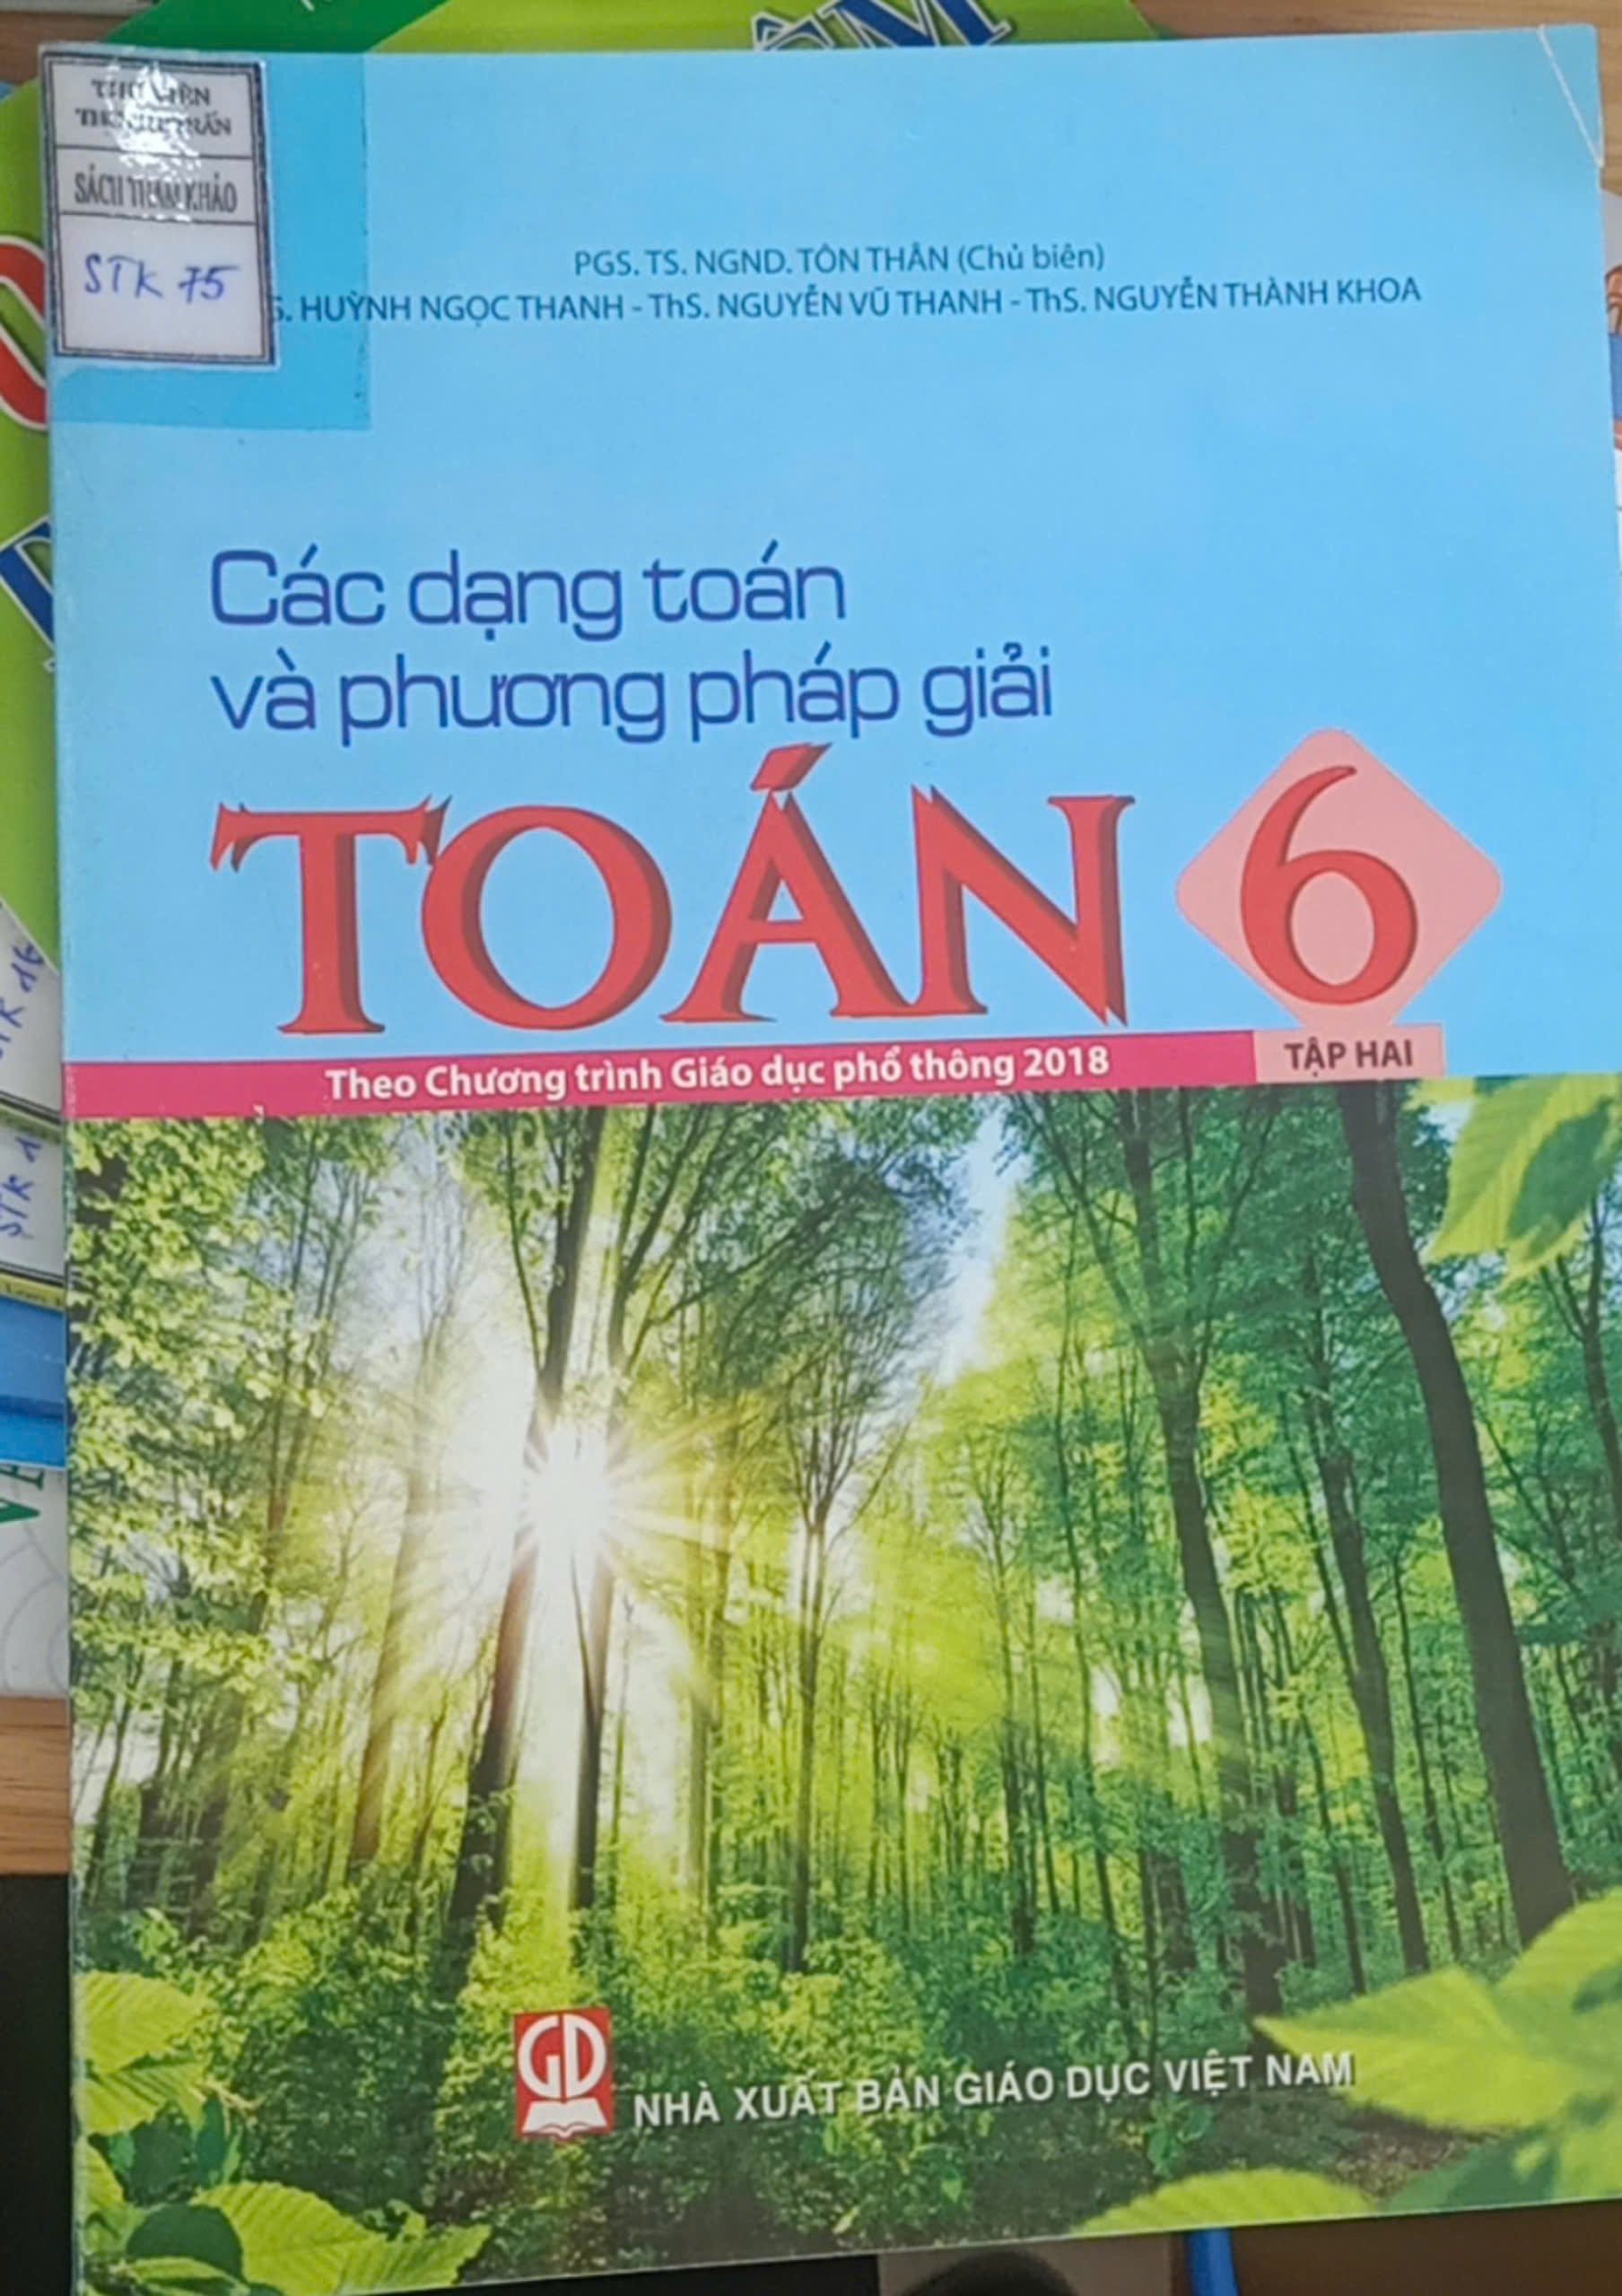 SÁCH THAM KHẢO
STK 75
PGS. TS. NGND. TÔN THÂN (Chủ biên)
HUỲNH NGỌC THANH - ThS. NGUYỄN VŨ THANH - ThS. NGUYỄN THÀNH KHOA
Các dạng toán
và phương pháp giải
TOÁN 6
Theo Chương trình Giáo dục phổ thông 2018
TẬP HAI
GD
NHÀ XUẤT BẢN GIÁO DỤC VIỆT NAM